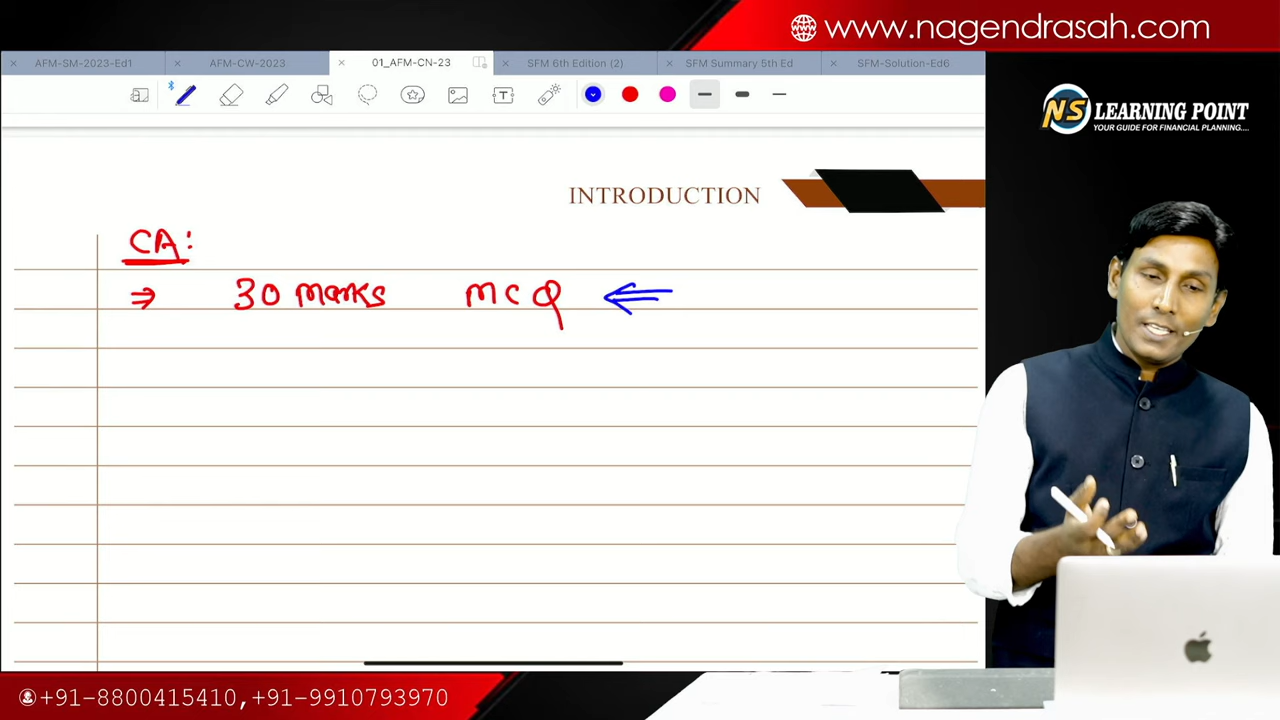 www.nagendrasah.com
AFM-SM-2023-Ed1
AFM-CW-2023
01_AFM-CN-23
SFM 6th Edition (2)
SFM Summary 5th Ed
SFM-Solution-Ed6
NS LEARNING POINT
YOUR GUIDE FOR FINANCIAL PLANNING....
INTRODUCTION
CA:
⇒ 30 marks MCQ ⇐
+91-8800415410,+91-9910793970